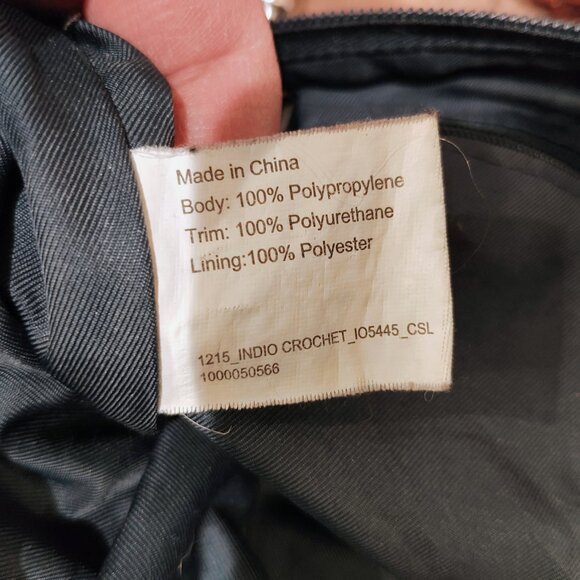 Made in China
Body: 100% Polypropylene
Trim: 100% Polyurethane
Lining:100% Polyester
1215_INDIO CROCHET_IO5445_CSL
1000050566